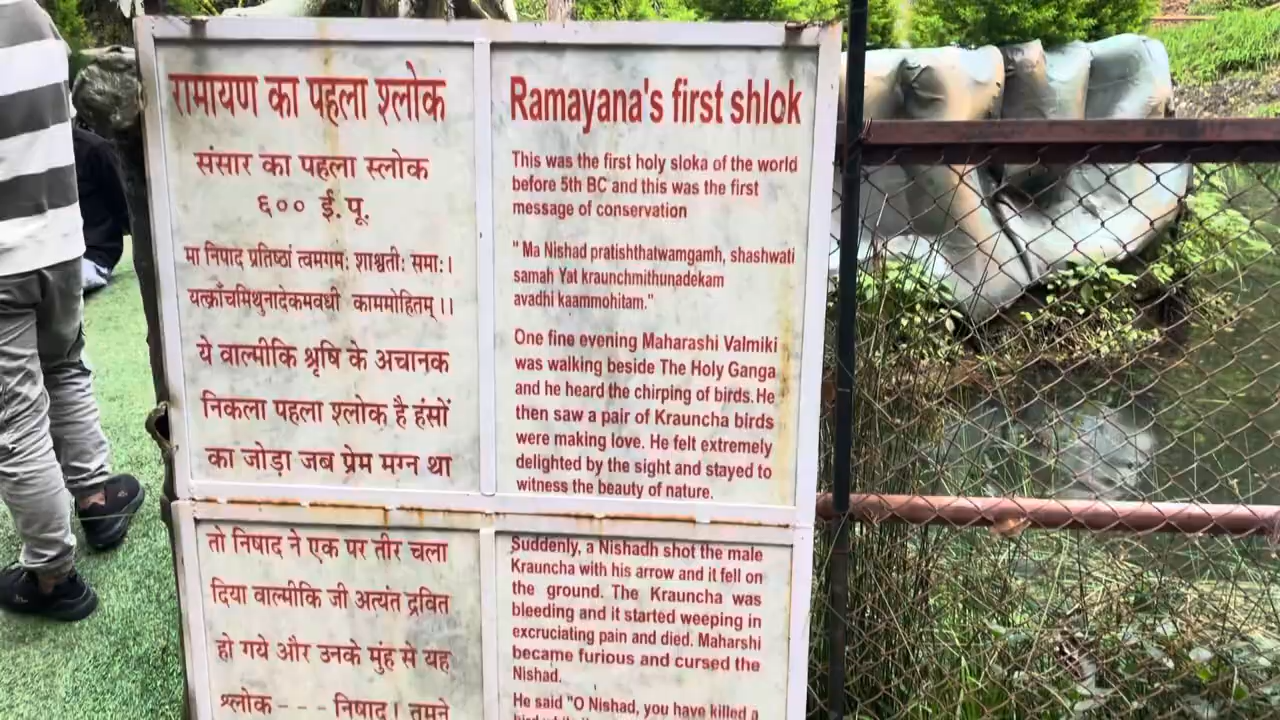 रामायण का पहला श्लोक
संसार का पहला स्लोक
६०० ई.पू.
मा निषाद प्रतिष्ठां त्वमगमः शाश्वतीः समाः।
यत्क्रौंचमिथुनादेकमवधी काममोहितम्।।
ये वाल्मीकि श्रृषि के अचानक
निकला पहला श्लोक है हंसों
का जोड़ा जब प्रेम मग्न था
तो निषाद ने एक पर तीर चला
दिया वाल्मीकि जी अत्यंत द्रवित
हो गये और उनके मुंह से यह
श्लोक - - - निषाद। तुमने
Ramayana's first shlok
This was the first holy sloka of the world
before 5th BC and this was the first
message of conservation
" Ma Nishad pratishthatwamgamh, shashwati
samah Yat kraunchmithunadekam
avadhi kaammohitam."
One fine evening Maharashi Valmiki
was walking beside The Holy Ganga
and he heard the chirping of birds. He
then saw a pair of Krauncha birds
were making love. He felt extremely
delighted by the sight and stayed to
witness the beauty of nature.
Suddenly, a Nishadh shot the male
Krauncha with his arrow and it fell on
the ground. The Krauncha was
bleeding and it started weeping in
excruciating pain and died. Maharshi
became furious and cursed the
Nishad.
He said "O Nishad, you have killed a